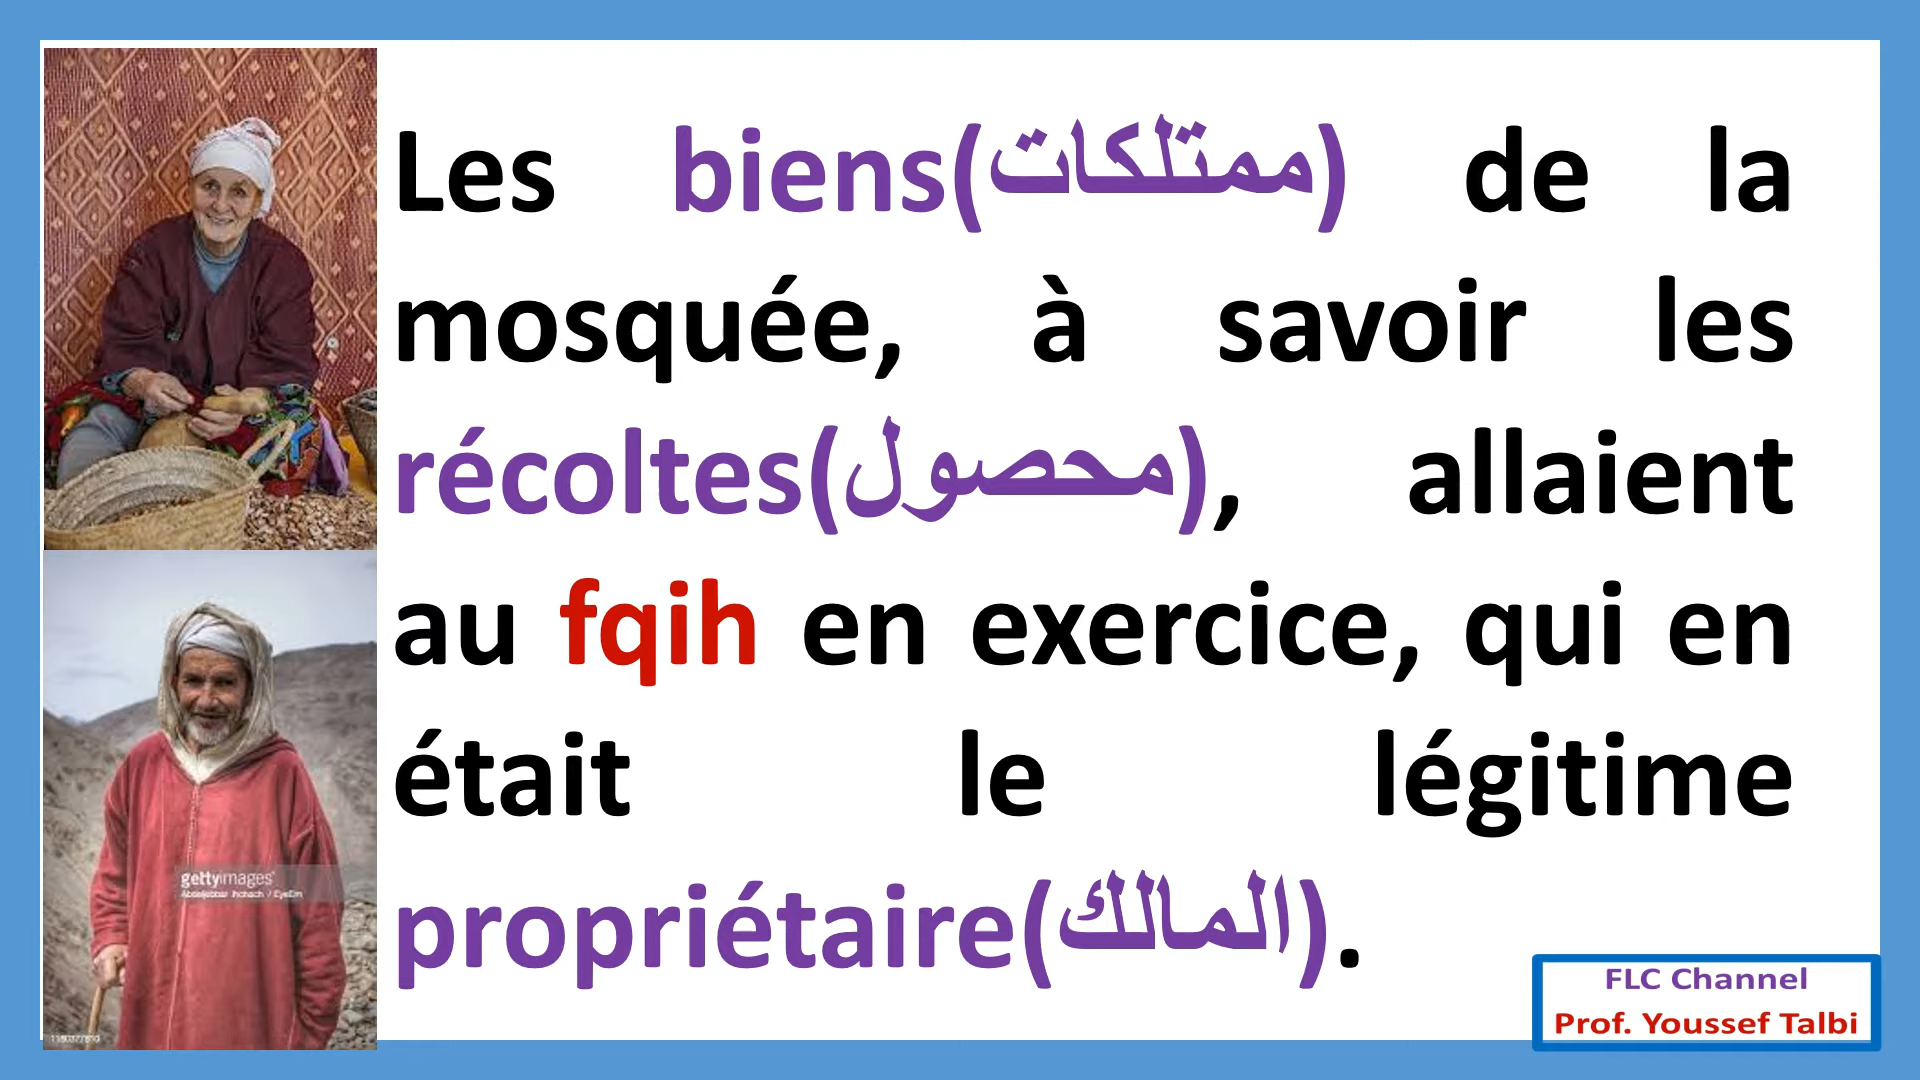 Les biens(ممتلكات) de la
mosquée, à savoir les
récoltes(محصول), allaient
au fqih en exercice, qui en
était le légitime
propriétaire(المالك).
gettyimages
1180377810
FLC Channel
Prof. Youssef Talbi